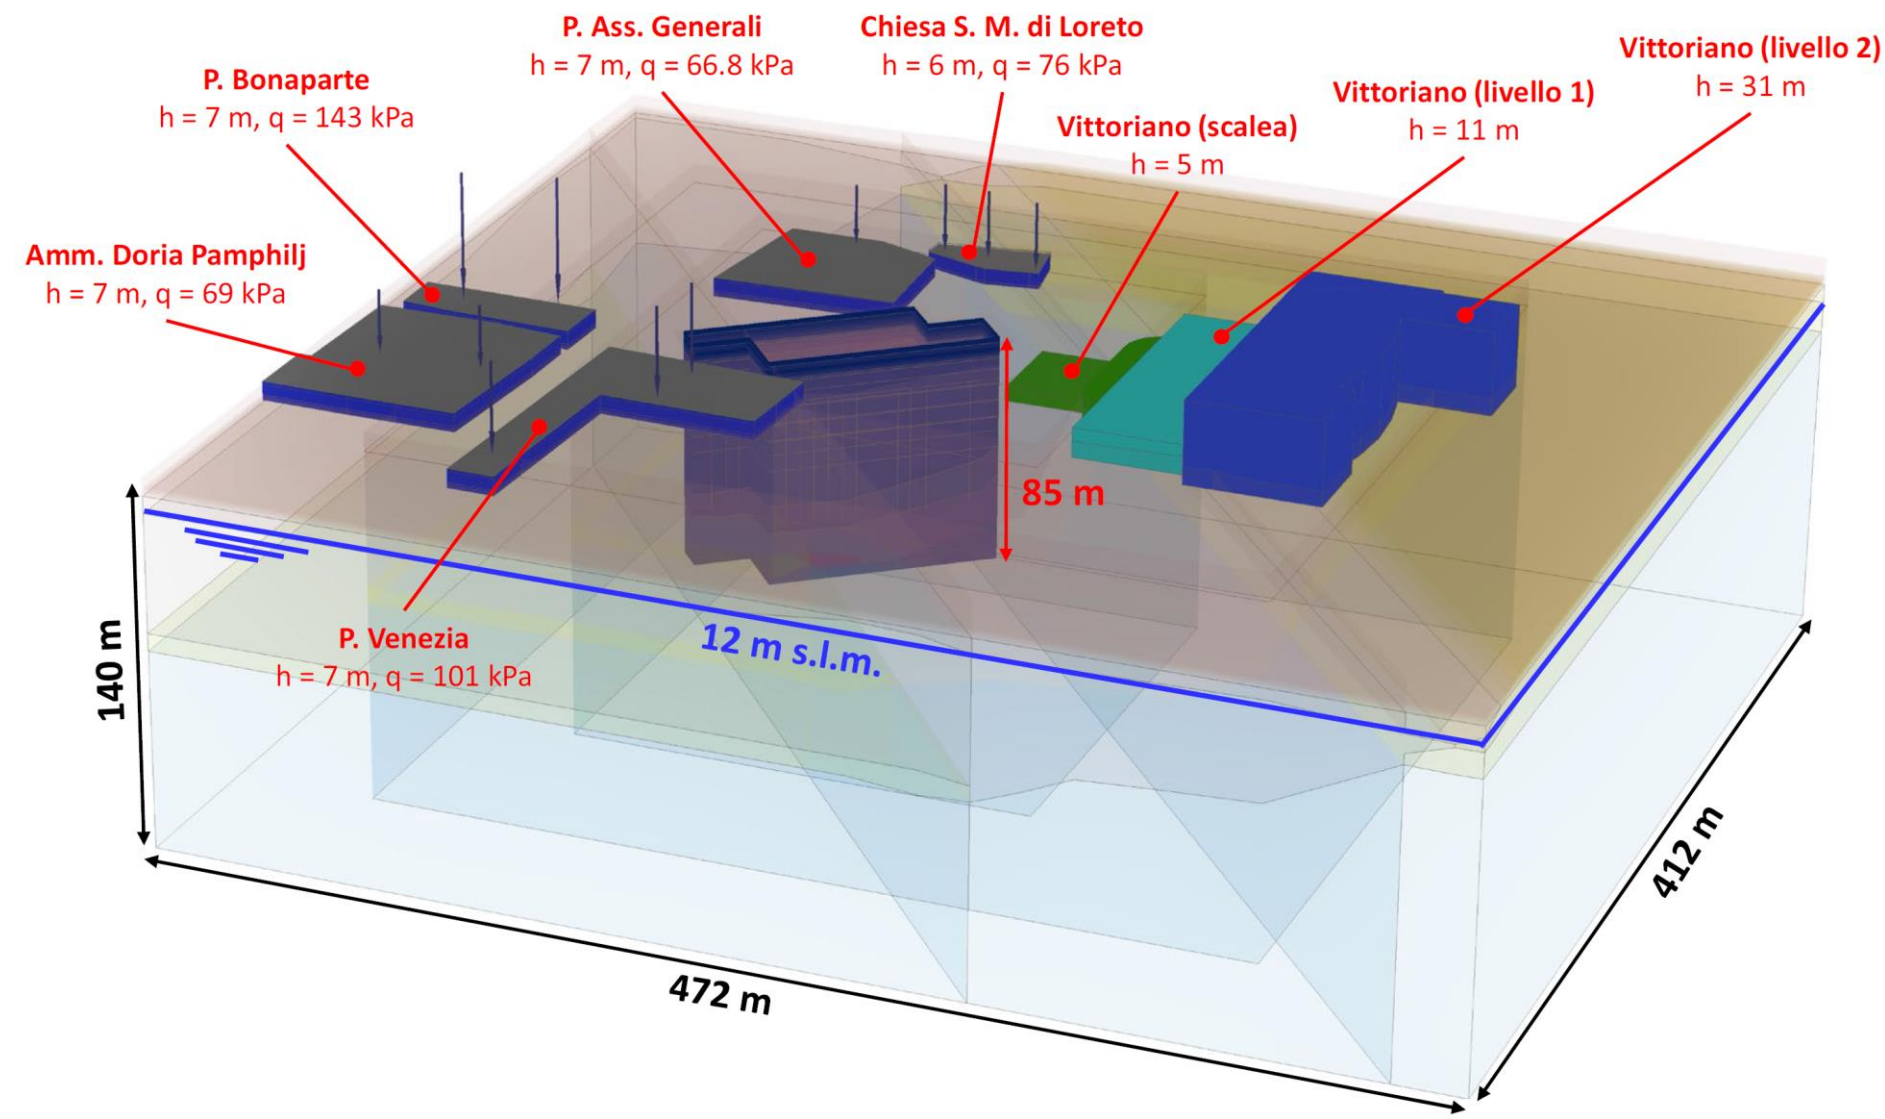 P. Ass. Generali
h = 7 m, q = 66.8 kPa
Chiesa S. M. di Loreto
h = 6 m, q = 76 kPa
Vittoriano (livello 2)
h = 31 m
P. Bonaparte
h = 7 m, q = 143 kPa
Vittoriano (livello 1)
h = 11 m
Vittoriano (scalea)
h = 5 m
Amm. Doria Pamphilj
h = 7 m, q = 69 kPa
85 m
P. Venezia
h = 7 m, q = 101 kPa
12 m s.l.m.
140 m
412 m
472 m